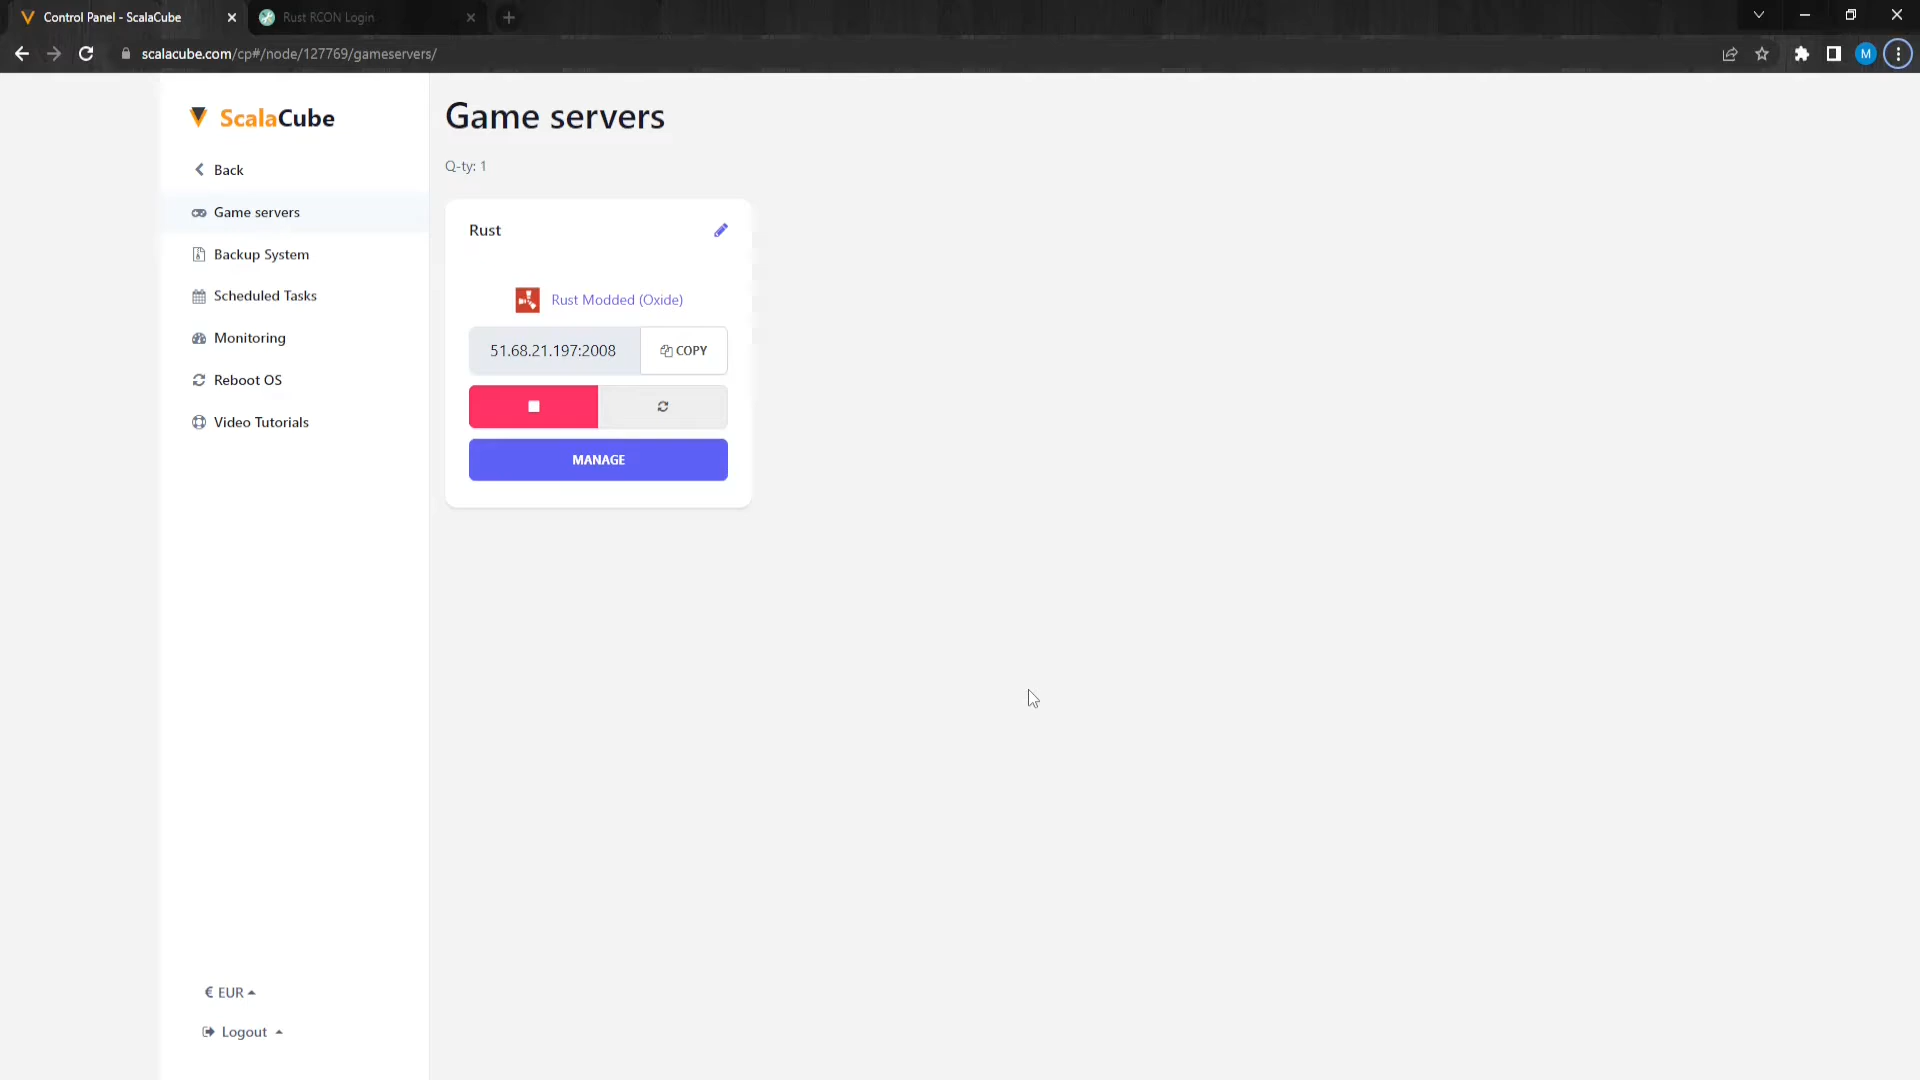 Control Panel - ScalaCube
Rust RCON Login
scalacube.com/cp#/node/127769/gameservers/
M
ScalaCube
Back
Game servers
Backup System
Scheduled Tasks
Monitoring
Reboot OS
Video Tutorials
€ EUR
Logout
Game servers
Q-ty: 1
Rust
Rust Modded (Oxide)
51.68.21.197:2008
COPY
MANAGE